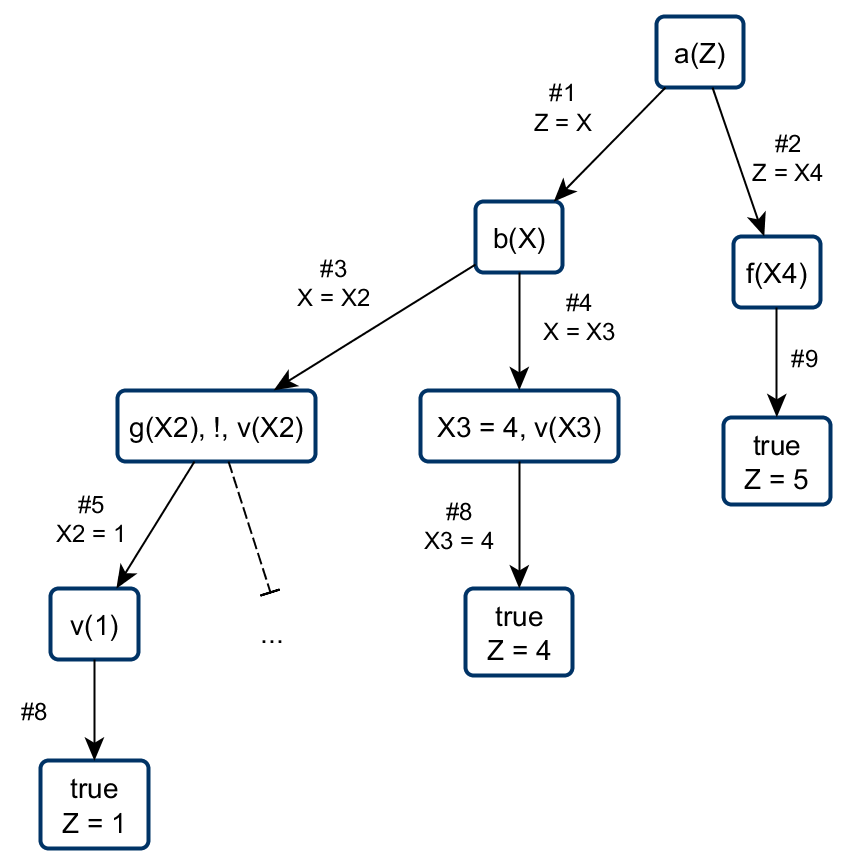 a(Z)
#1
Z = X
#2
Z = X4
b(X)
f(X4)
#3
X = X2
#4
X = X3
#9
g(X2), !, v(X2)
X3 = 4, v(X3)
true
Z = 5
#5
X2 = 1
#8
X3 = 4
v(1)
...
true
Z = 4
#8
true
Z = 1